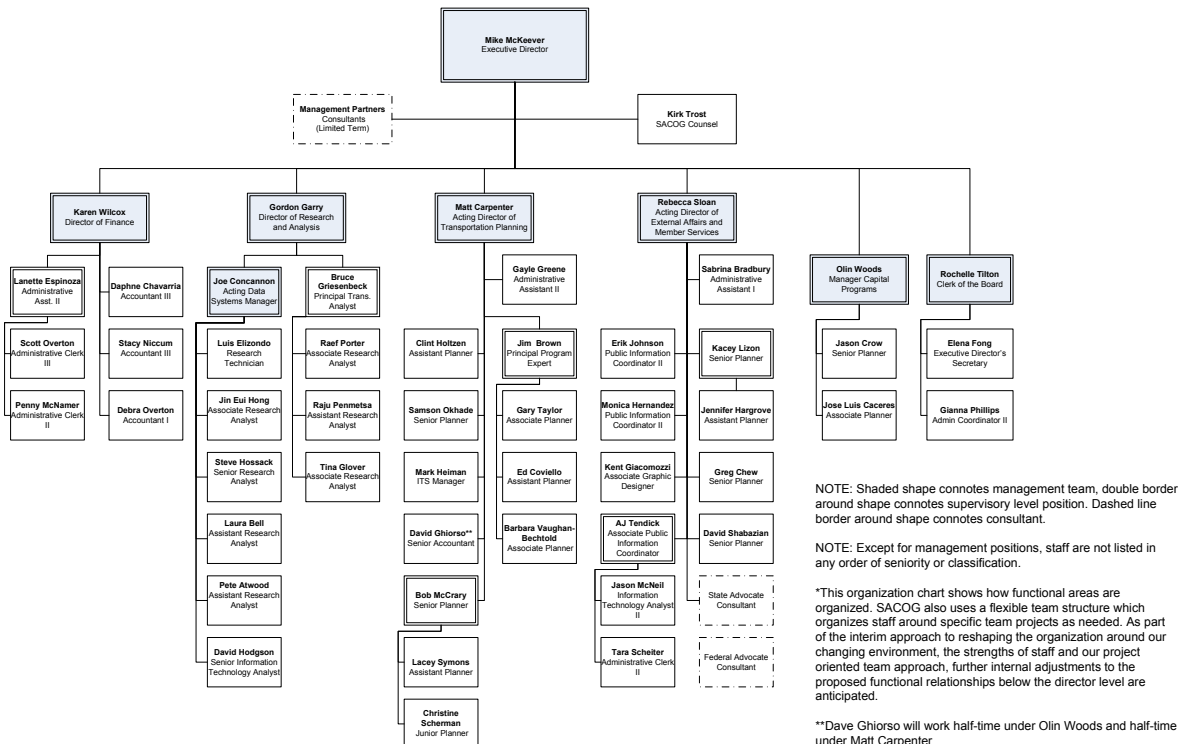 Mike McKeever
Executive Director
Management Partners
Consultants
(Limited Term)
Kirk Trost
SACOG Counsel
Karen Wilcox
Director of Finance
Gordon Garry
Director of Research
and Analysis
Matt Carpenter
Acting Director of
Transportation Planning
Rebecca Sloan
Acting Director of
External Affairs and
Member Services
Olin Woods
Manager Capital
Programs
Rochelle Tilton
Clerk of the Board
Lanette Espinoza
Administrative
Asst. II
Scott Overton
Administrative Clerk
III
Penny McNamer
Administrative Clerk
II
Daphne Chavarria
Accountant III
Stacy Niccum
Accountant III
Debra Overton
Accountant I
Joe Concannon
Acting Data
Systems Manager
Luis Elizondo
Research
Technician
Jin Eui Hong
Associate Research
Analyst
Steve Hossack
Senior Research
Analyst
Laura Bell
Assistant Research
Analyst
Pete Atwood
Assistant Research
Analyst
David Hodgson
Senior Information
Technology Analyst
Bruce
Griesenbeck
Principal Trans.
Analyst
Raef Porter
Associate Research
Analyst
Raju Penmetsa
Assistant Research
Analyst
Tina Glover
Associate Research
Analyst
Gayle Greene
Administrative
Assistant II
Clint Holtzen
Assistant Planner
Samson Okhade
Senior Planner
Mark Heiman
ITS Manager
David Ghiorso**
Senior Accountant
Bob McCrary
Senior Planner
Lacey Symons
Assistant Planner
Christine
Scherman
Junior Planner
Jim Brown
Principal Program
Expert
Gary Taylor
Associate Planner
Ed Coviello
Assistant Planner
Barbara Vaughan-
Bechtold
Associate Planner
Sabrina Bradbury
Administrative
Assistant I
Erik Johnson
Public Information
Coordinator II
Monica Hernandez
Public Information
Coordinator II
Kent Giacomozzi
Associate Graphic
Designer
AJ Tendick
Associate Public
Information
Coordinator
Jason McNeil
Information
Technology Analyst
II
Tara Scheiter
Administrative Clerk
II
Kacey Lizon
Senior Planner
Jennifer Hargrove
Assistant Planner
Greg Chew
Senior Planner
David Shabazian
Senior Planner
State Advocate
Consultant
Federal Advocate
Consultant
Jason Crow
Senior Planner
Jose Luis Caceres
Associate Planner
Elena Fong
Executive Director's
Secretary
Gianna Phillips
Admin Coordinator II
NOTE: Shaded shape connotes management team, double border
around shape connotes supervisory level position. Dashed line
border around shape connotes consultant.
NOTE: Except for management positions, staff are not listed in
any order of seniority or classification.
*This organization chart shows how functional areas are
organized. SACOG also uses a flexible team structure which
organizes staff around specific team projects as needed. As part
of the interim approach to reshaping the organization around our
changing environment, the strengths of staff and our project
oriented team approach, further internal adjustments to the
proposed functional relationships below the director level are
anticipated.
**Dave Ghiorso will work half-time under Olin Woods and half-time
under Matt Carpenter